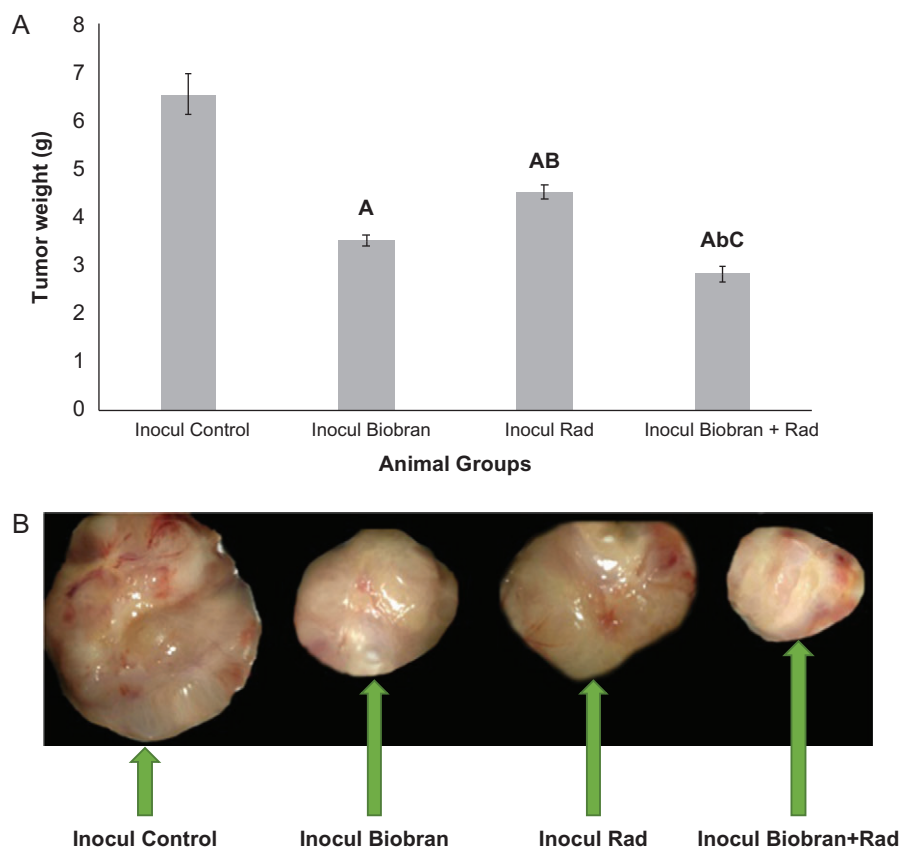 A
8
7
6
5
4
3
2
1
0
Tumor weight (g)
A
AB
AbC
Inocul Control
Inocul Biobran
Inocul Rad
Inocul Biobran + Rad
Animal Groups
B
Inocul Control
Inocul Biobran
Inocul Rad
Inocul Biobran+Rad